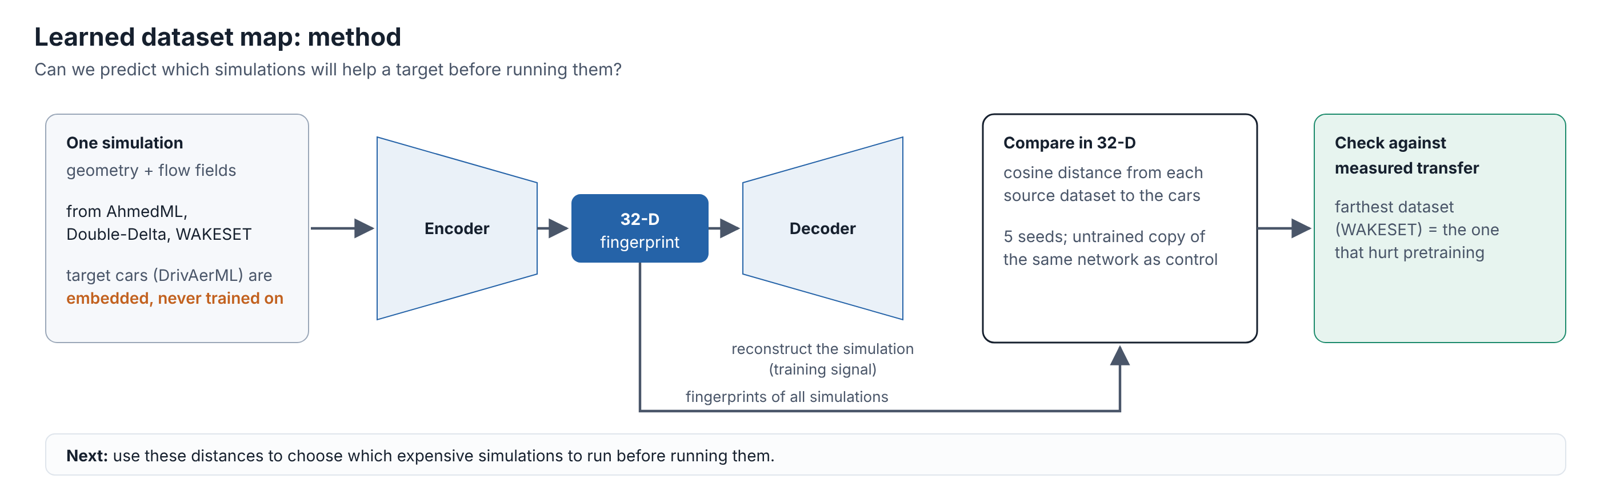 Learned dataset map: method
Can we predict which simulations will help a target before running them?
One simulation
geometry + flow fields
from AhmedML,
Double-Delta, WAKESET
target cars (DrivAerML) are
embedded, never trained on
Encoder
32-D
fingerprint
Decoder
reconstruct the simulation
(training signal)
fingerprints of all simulations
Compare in 32-D
cosine distance from each
source dataset to the cars
5 seeds; untrained copy of
the same network as control
Check against
measured transfer
farthest dataset
(WAKESET) = the one
that hurt pretraining
Next: use these distances to choose which expensive simulations to run before running them.